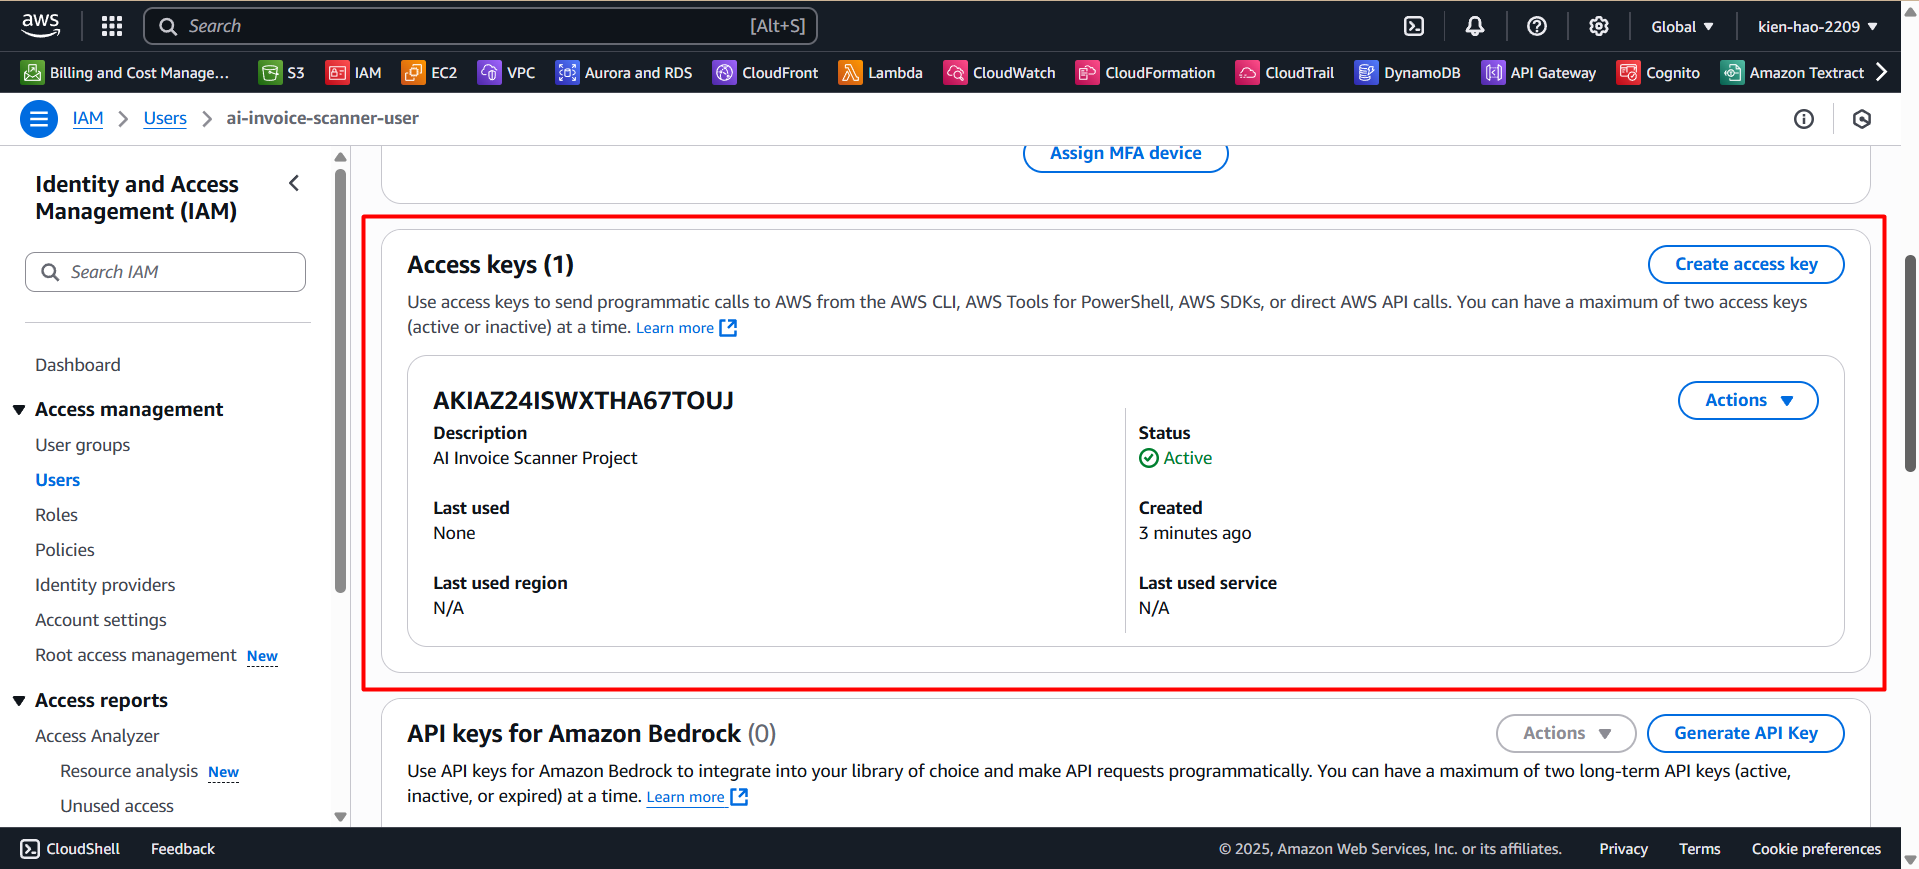 aws
Search
[Alt+S]
Global
kien-hao-2209
Billing and Cost Manage...
S3
IAM
EC2
VPC
Aurora and RDS
CloudFront
Lambda
CloudWatch
CloudFormation
CloudTrail
DynamoDB
API Gateway
Cognito
Amazon Textract
IAM
Users
ai-invoice-scanner-user
Identity and Access
Management (IAM)
Search IAM
Dashboard
Access management
User groups
Users
Roles
Policies
Identity providers
Account settings
Root access management New
Access reports
Access Analyzer
Resource analysis New
Unused access
Assign MFA device
Access keys (1)
Create access key
Use access keys to send programmatic calls to AWS from the AWS CLI, AWS Tools for PowerShell, AWS SDKs, or direct AWS API calls. You can have a maximum of two access keys
(active or inactive) at a time. Learn more
AKIAZ24ISWXTHA67TOUJ
Actions
Description
AI Invoice Scanner Project
Status
Active
Last used
None
Created
3 minutes ago
Last used region
N/A
Last used service
N/A
API keys for Amazon Bedrock (0)
Actions
Generate API Key
Use API keys for Amazon Bedrock to integrate into your library of choice and make API requests programmatically. You can have a maximum of two long-term API keys (active,
inactive, or expired) at a time. Learn more
CloudShell
Feedback
© 2025, Amazon Web Services, Inc. or its affiliates.
Privacy
Terms
Cookie preferences